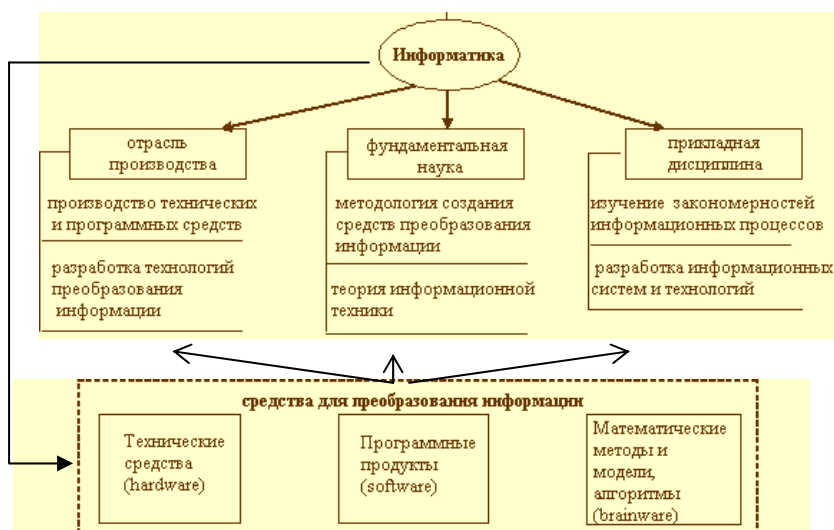 Информатика
отрасль
производства
фундаментальная
наука
прикладная
дисциплина
производство технических
и программных средств
методология создания
средств преобразования
информации
изучение закономерностей
информационных процессов
разработка технологий
преобразования
информации
теория информационной
техники
разработка информационных
систем и технологий
средства для преобразования информации
Технические
средства
(hardware)
Программные
продукты
(software)
Математические
методы и
модели,
алгоритмы
(brainware)